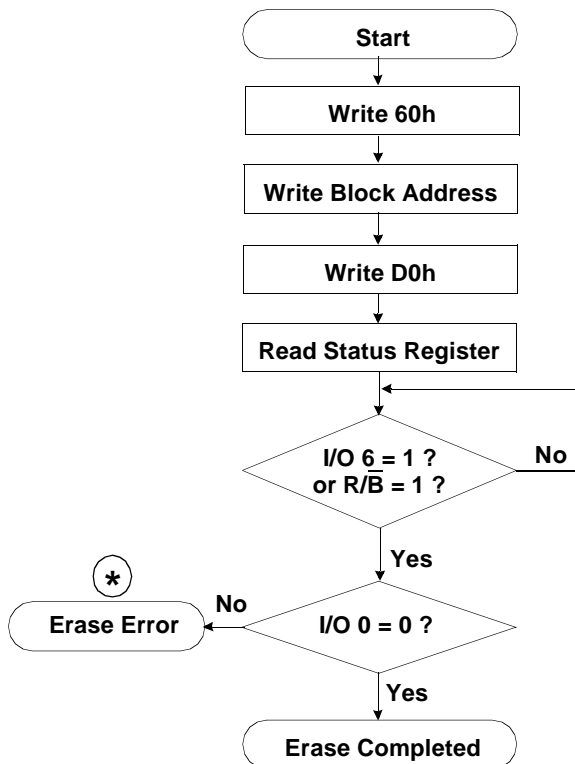 Start
Write 60h
Write Block Address
Write D0h
Read Status Register
I/O 6 = 1 ?
or R/B̅ = 1 ?
No
Yes
*
No
Erase Error
I/O 0 = 0 ?
Yes
Erase Completed